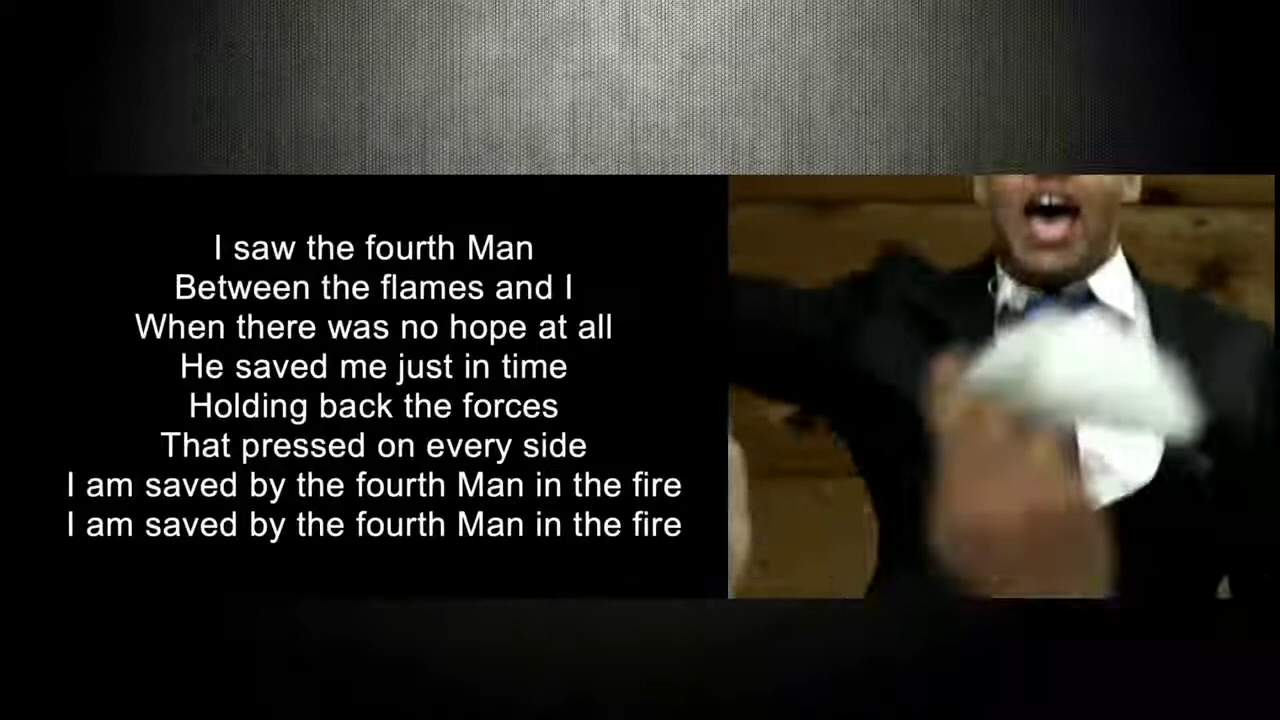 I saw the fourth Man
Between the flames and I
When there was no hope at all
He saved me just in time
Holding back the forces
That pressed on every side
I am saved by the fourth Man in the fire
I am saved by the fourth Man in the fire